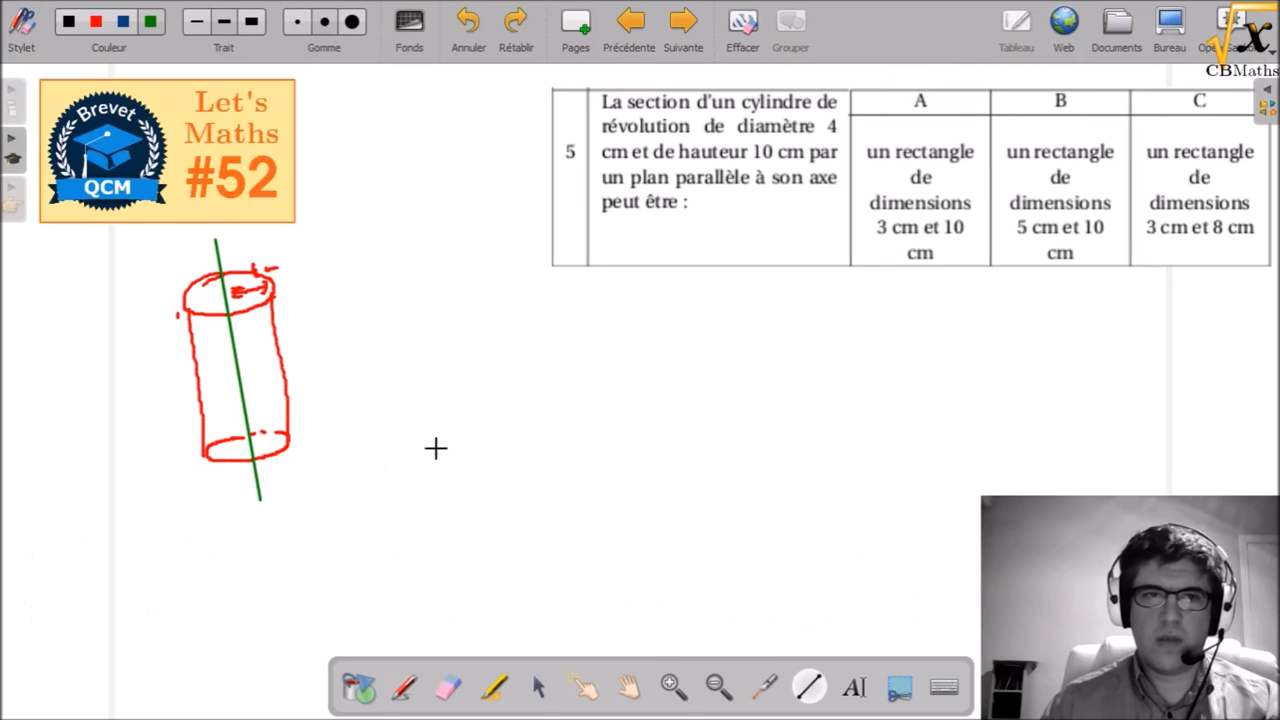 Stylet
Couleur
Trait
Gomme
Fonds
Annuler
Rétablir
Pages
Précédente
Suivante
Effacer
Grouper
Tableau
Web
Documents
Bureau
CBMaths
Brevet
QCM
Let's
Maths
#52
5
La section d'un cylindre de
révolution de diamètre 4
cm et de hauteur 10 cm par
un plan parallèle à son axe
peut être :
A
un rectangle
de
dimensions
3 cm et 10
cm
B
un rectangle
de
dimensions
5 cm et 10
cm
C
un rectangle
de
dimensions
3 cm et 8 cm